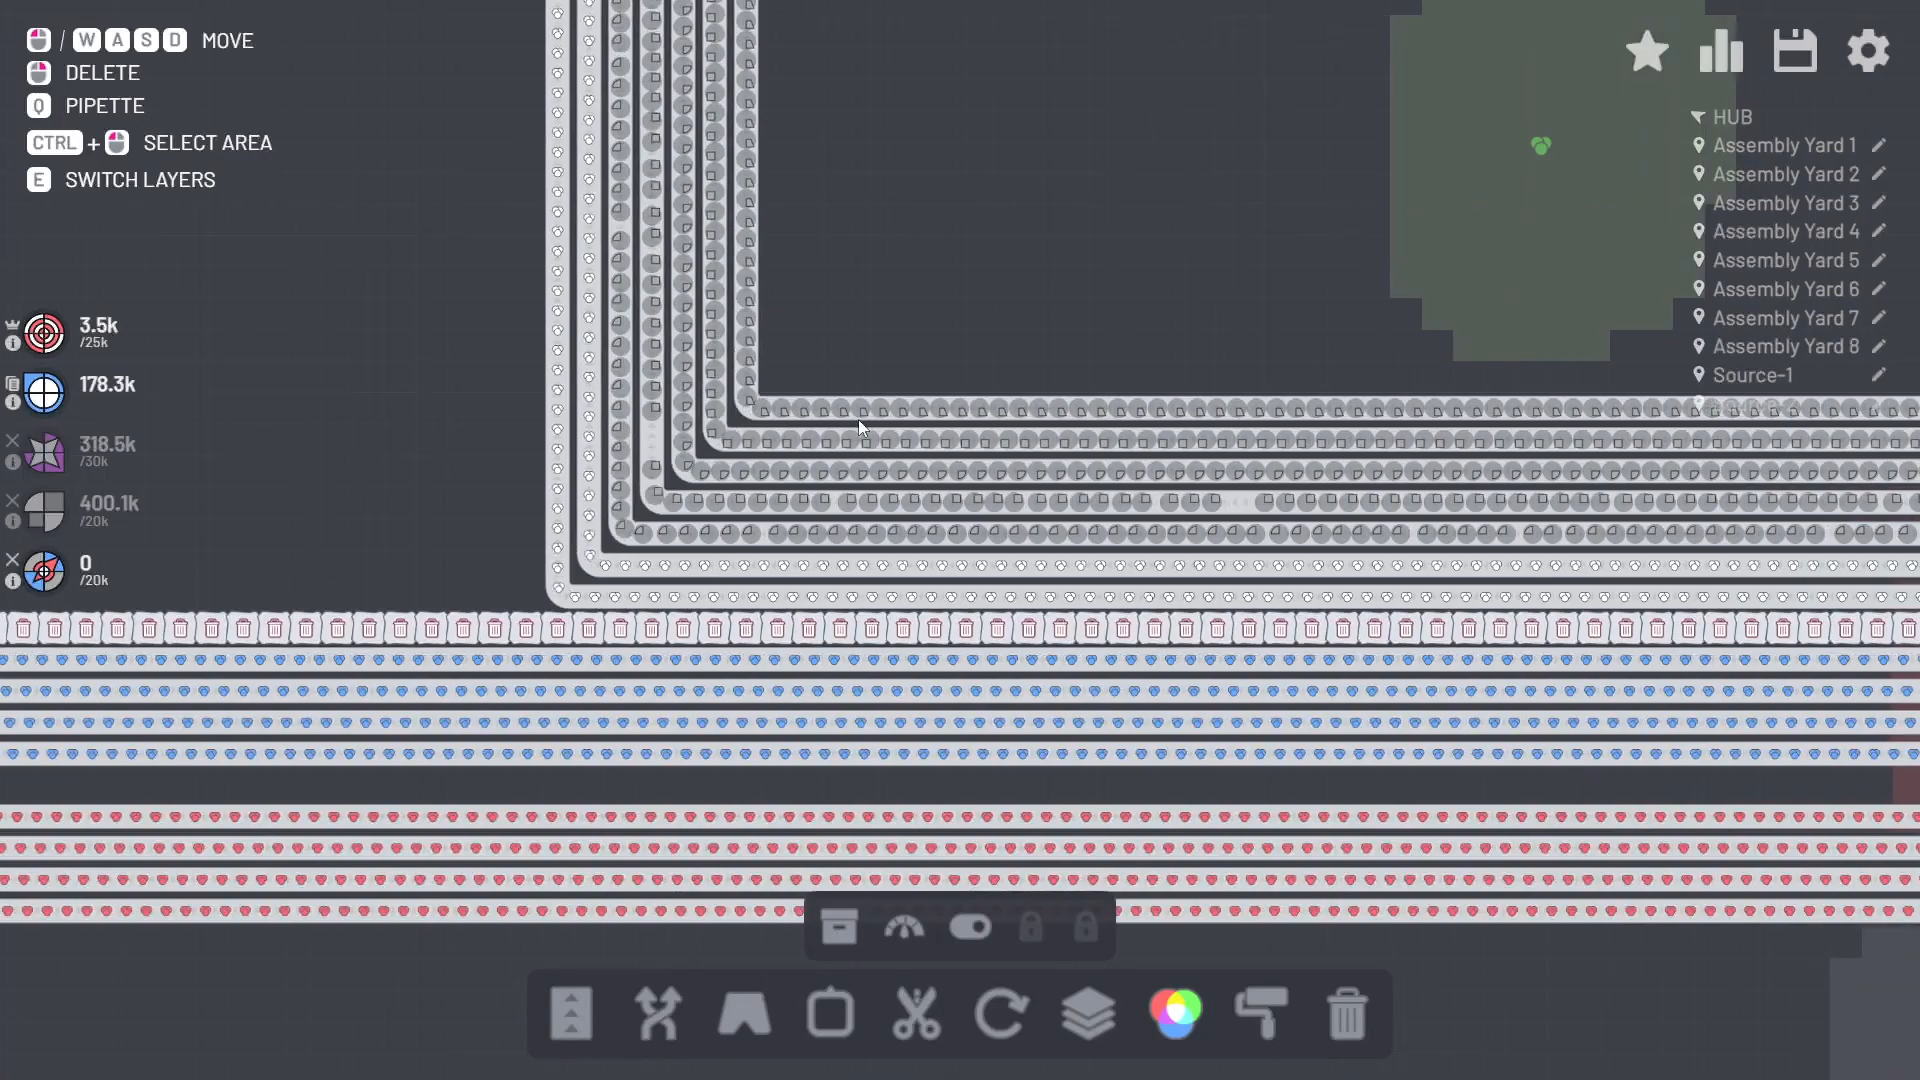 / W A S D MOVE
DELETE
Q PIPETTE
CTRL + SELECT AREA
E SWITCH LAYERS
HUB
Assembly Yard 1
Assembly Yard 2
Assembly Yard 3
Assembly Yard 4
Assembly Yard 5
Assembly Yard 6
Assembly Yard 7
Assembly Yard 8
Source-1
3.5k
/25k
178.3k
318.5k
/30k
400.1k
/20k
0
/20k